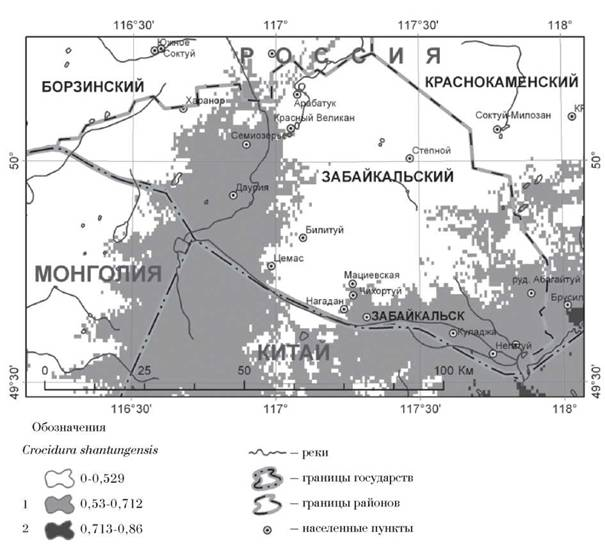 116°30'
117°
117°30'
118°
Южное
Соктуй
РОССИЯ
БОРЗИНСКИЙ
КРАСНОКАМЕНСКИЙ
Харанор
Арабатук
КР
Красный Великан
Соктуй-Милозан
Семиозерье
50°
50°
Степной
ЗАБАЙКАЛЬСКИЙ
Даурия
Билитуй
МОНГОЛИЯ
Цемас
Мациевская
руд. Абагайтуй
Чихортуй
Нагадан
Брусил
ЗАБАЙКАЛЬСК
Куладжа
КИТАЙ
49°30'
49°30'
0 25 50 100 Км
116°30'
117°
117°30'
118°
Обозначения
Crocidura shantungensis
0-0,529
1 0,53-0,712
2 0,713-0,86
– реки
– границы государств
– границы районов
– населенные пункты